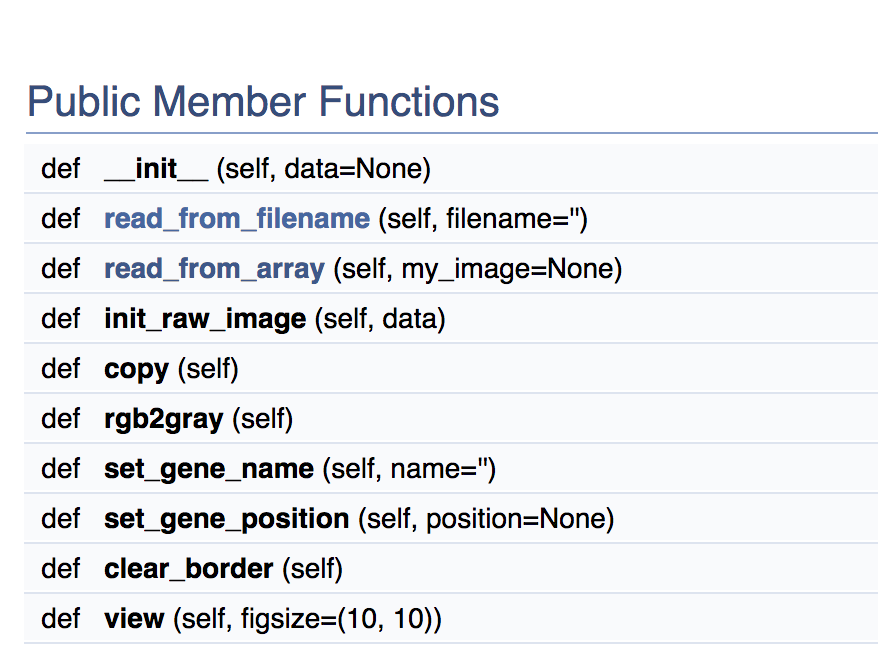 Public Member Functions
def __init__ (self, data=None)
def read_from_filename (self, filename='')
def read_from_array (self, my_image=None)
def init_raw_image (self, data)
def copy (self)
def rgb2gray (self)
def set_gene_name (self, name='')
def set_gene_position (self, position=None)
def clear_border (self)
def view (self, figsize=(10, 10))